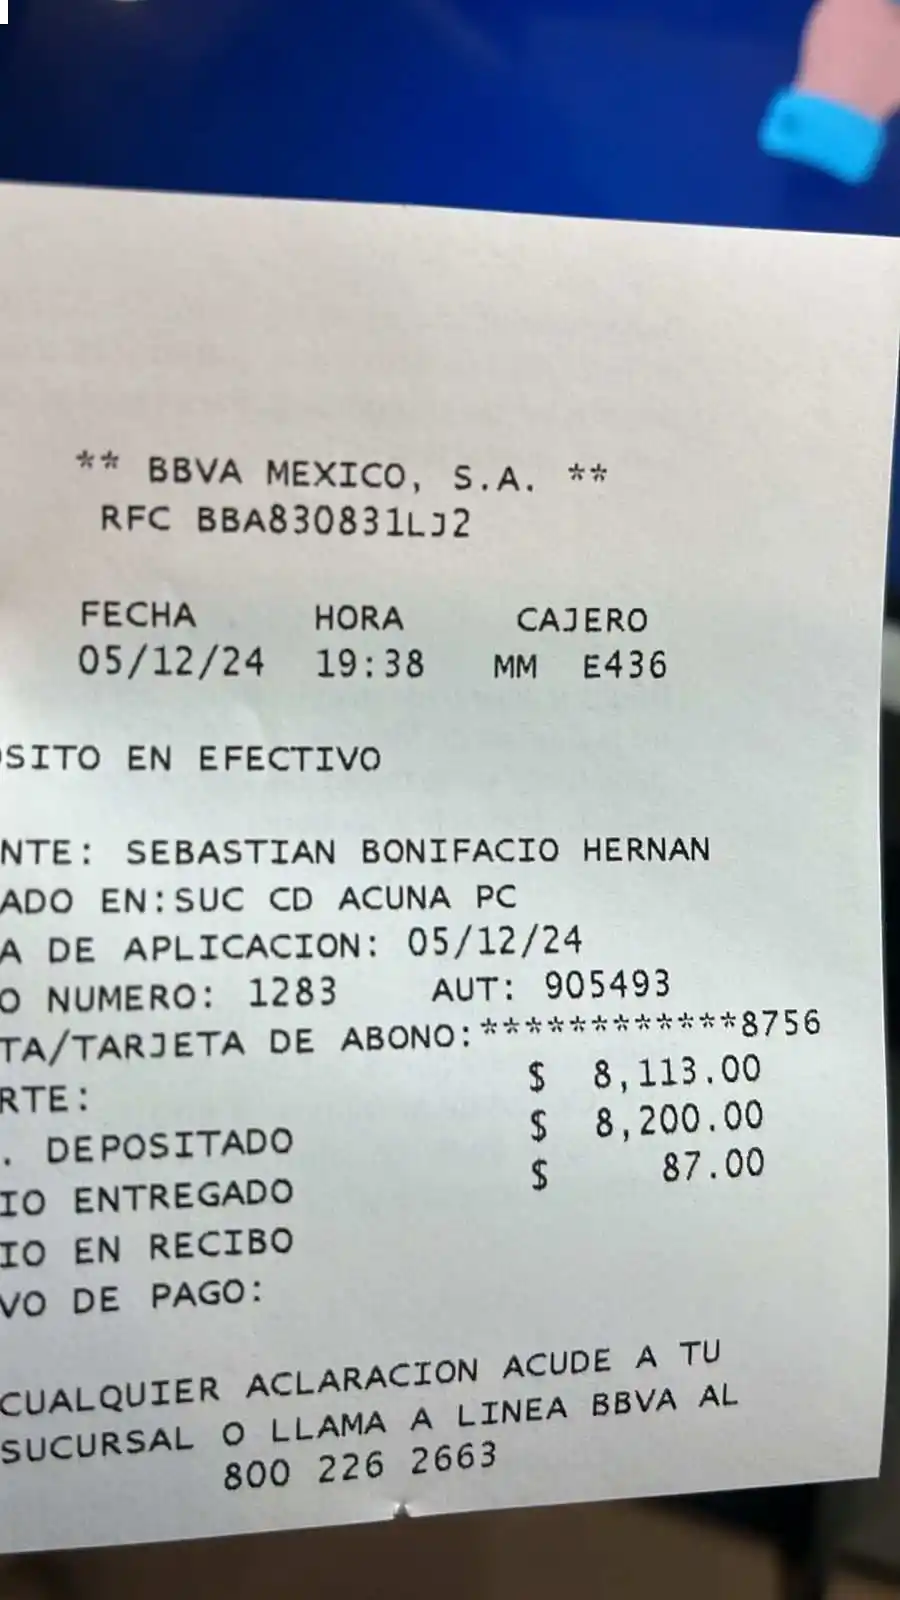 ** BBVA MEXICO, S.A. **
RFC BBA830831LJ2
FECHA HORA CAJERO
05/12/24 19:38 MM E436
OSITO EN EFECTIVO
NTE: SEBASTIAN BONIFACIO HERNAN
ADO EN:SUC CD ACUNA PC
A DE APLICACION: 05/12/24
O NUMERO: 1283 AUT: 905493
TA/TARJETA DE ABONO:************8756
RTE: $ 8,113.00
. DEPOSITADO $ 8,200.00
IO ENTREGADO $ 87.00
IO EN RECIBO
VO DE PAGO:
CUALQUIER ACLARACION ACUDE A TU
SUCURSAL O LLAMA A LINEA BBVA AL
800 226 2663